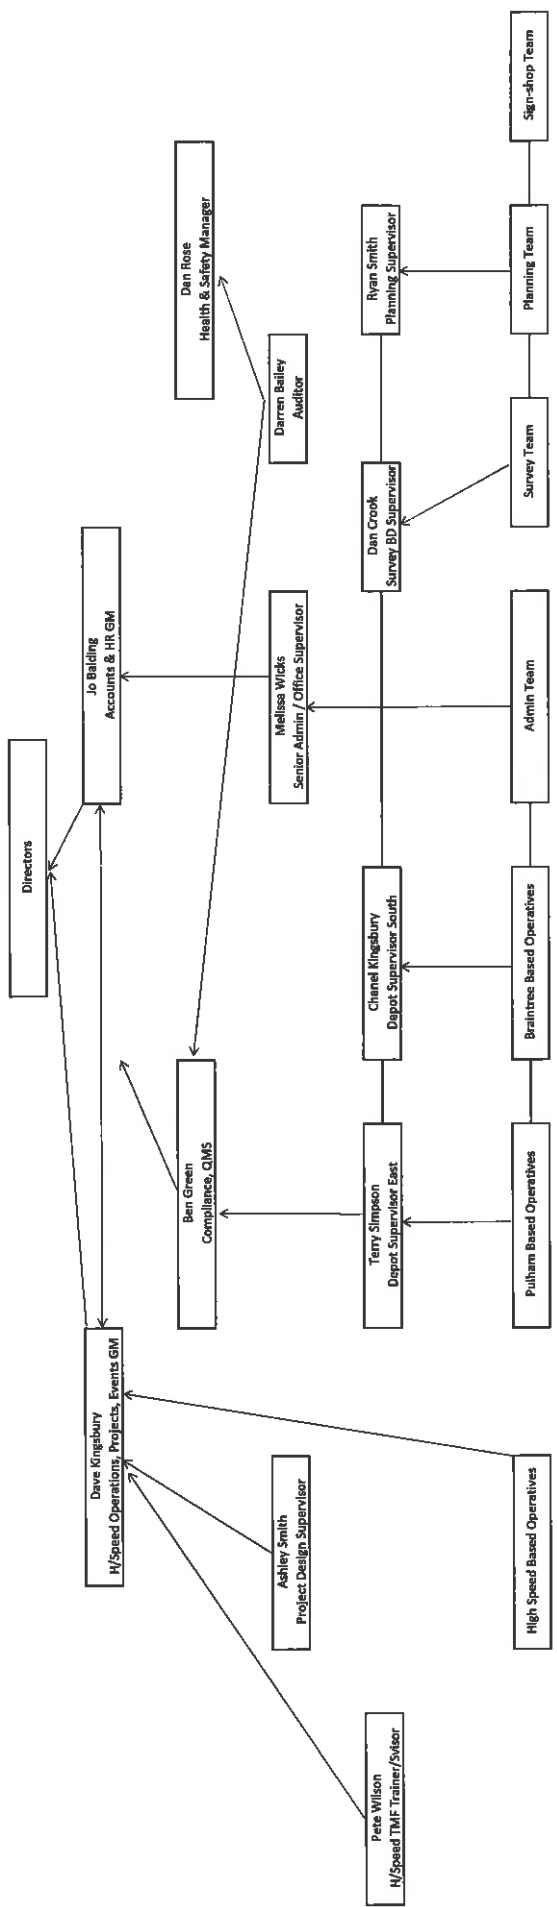 Directors
Dave Kingsbury
H/Speed Operations, Projects, Events GM
Jo Balding
Accounts & HR GM
Ben Green
Compliance, QMS
Dan Rose
Health & Safety Manager
Ashley Smith
Project Design Supervisor
Melissa Wicks
Senior Admin / Office Supervisor
Darren Bailey
Auditor
Pete Wilson
H/Speed TMF Trainer/Svisor
Terry Simpson
Depot Supervisor East
Chanel Kingsbury
Depot Supervisor South
Dan Crook
Survey BD Supervisor
Ryan Smith
Planning Supervisor
High Speed Based Operatives
Pulham Based Operatives
Braintree Based Operatives
Admin Team
Survey Team
Planning Team
Sign-shop Team